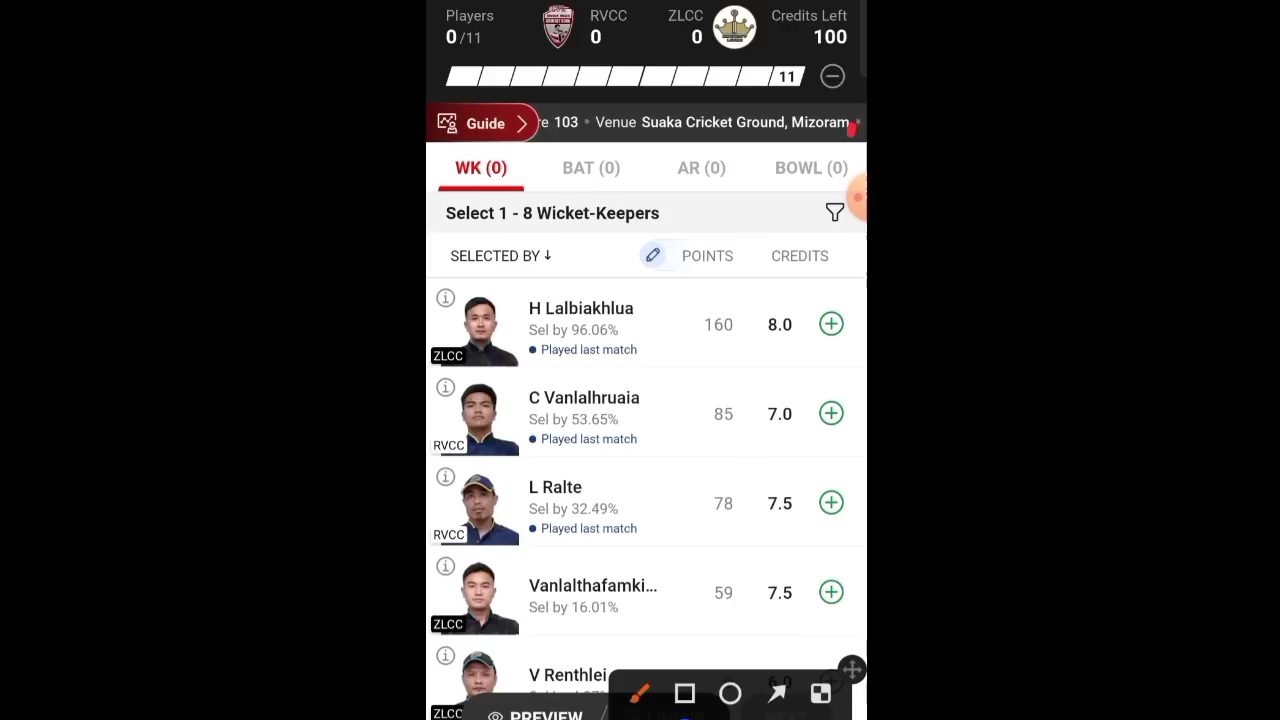 Players RVCC ZLCC Credits Left
0 /11 0 0 100
11
Guide re 103 • Venue Suaka Cricket Ground, Mizoram •
WK (0) BAT (0) AR (0) BOWL (0)
Select 1 - 8 Wicket-Keepers
SELECTED BY ↓ POINTS CREDITS
H Lalbiakhlua
Sel by 96.06% 160 8.0
Played last match
ZLCC
C Vanlalhruaia
Sel by 53.65% 85 7.0
Played last match
RVCC
L Ralte
Sel by 32.49% 78 7.5
Played last match
RVCC
Vanlalthafamki...
Sel by 16.01% 59 7.5
ZLCC
V Renthlei
ZLCC
PREVIEW